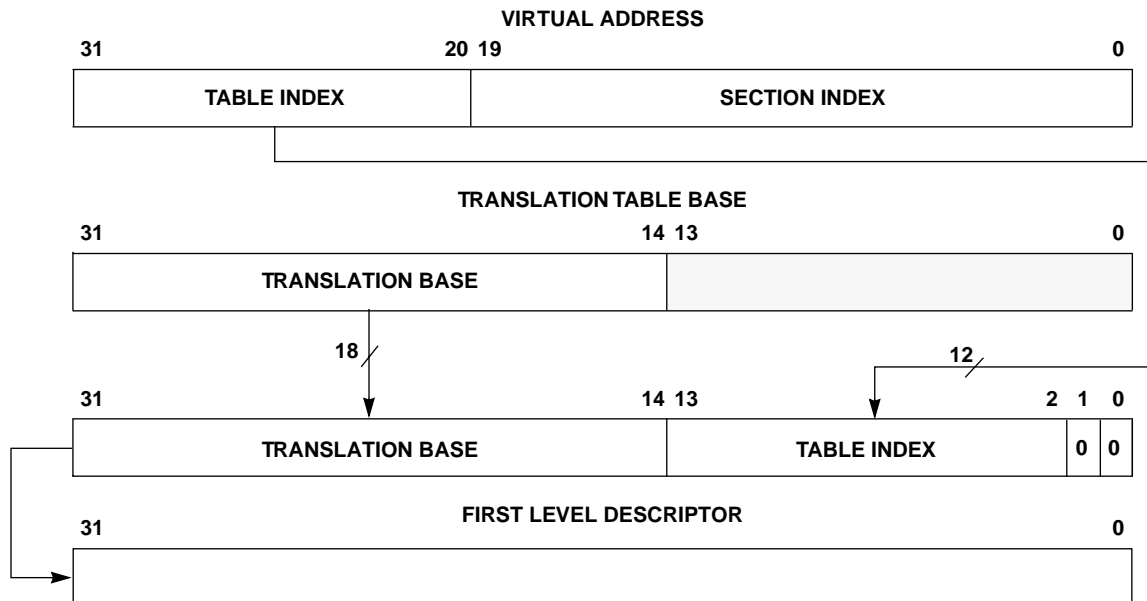 VIRTUAL ADDRESS
31 20 19 0
TABLE INDEX SECTION INDEX
TRANSLATION TABLE BASE
31 14 13 0
TRANSLATION BASE
18 12
31 14 13 2 1 0
TRANSLATION BASE TABLE INDEX 0 0
FIRST LEVEL DESCRIPTOR
31 0